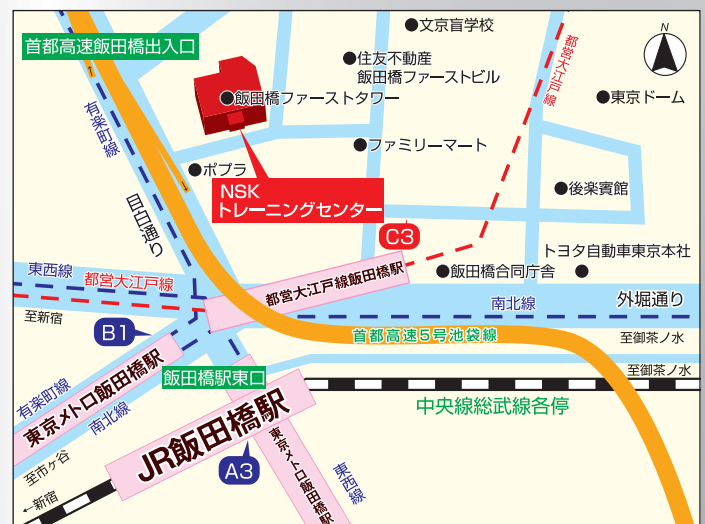 文京盲学校
首都高速飯田橋出入口
住友不動産
飯田橋ファーストビル
都営大江戸線
N
飯田橋ファーストタワー
東京ドーム
有楽町線
ファミリーマート
ポプラ
NSK
トレーニングセンター
後楽賓館
目白通り
C3
トヨタ自動車東京本社
東西線
都営大江戸線
都営大江戸線飯田橋駅
飯田橋合同庁舎
南北線
外堀通り
至新宿
B1
首都高速5号池袋線
至御茶ノ水
東京メトロ飯田橋駅
飯田橋駅東口
至御茶ノ水
有楽町線
南北線
中央線総武線各停
JR飯田橋駅
至市ヶ谷
A3
東京メトロ飯田橋駅
東西線
←新宿